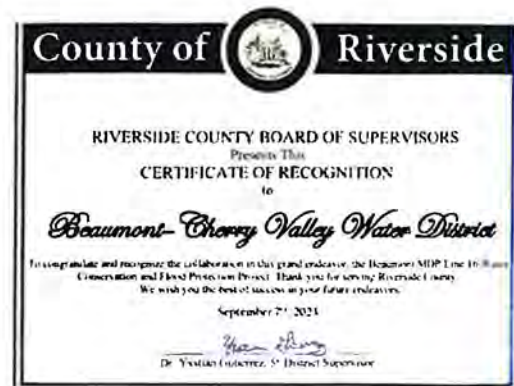 County of Riverside
RIVERSIDE COUNTY BOARD OF SUPERVISORS
Presents This
CERTIFICATE OF RECOGNITION
to
Beaumont-Cherry Valley Water District
To congratulate and recognize the collaboration in this grand endeavor, the Beaumont MDP Line 16
Conservation and Flood Protection Project. Thank you for serving Riverside County.
We wish you the best of success in your future endeavors.
September
Dr. Yxstian Gutierrez, 5th District Supervisor